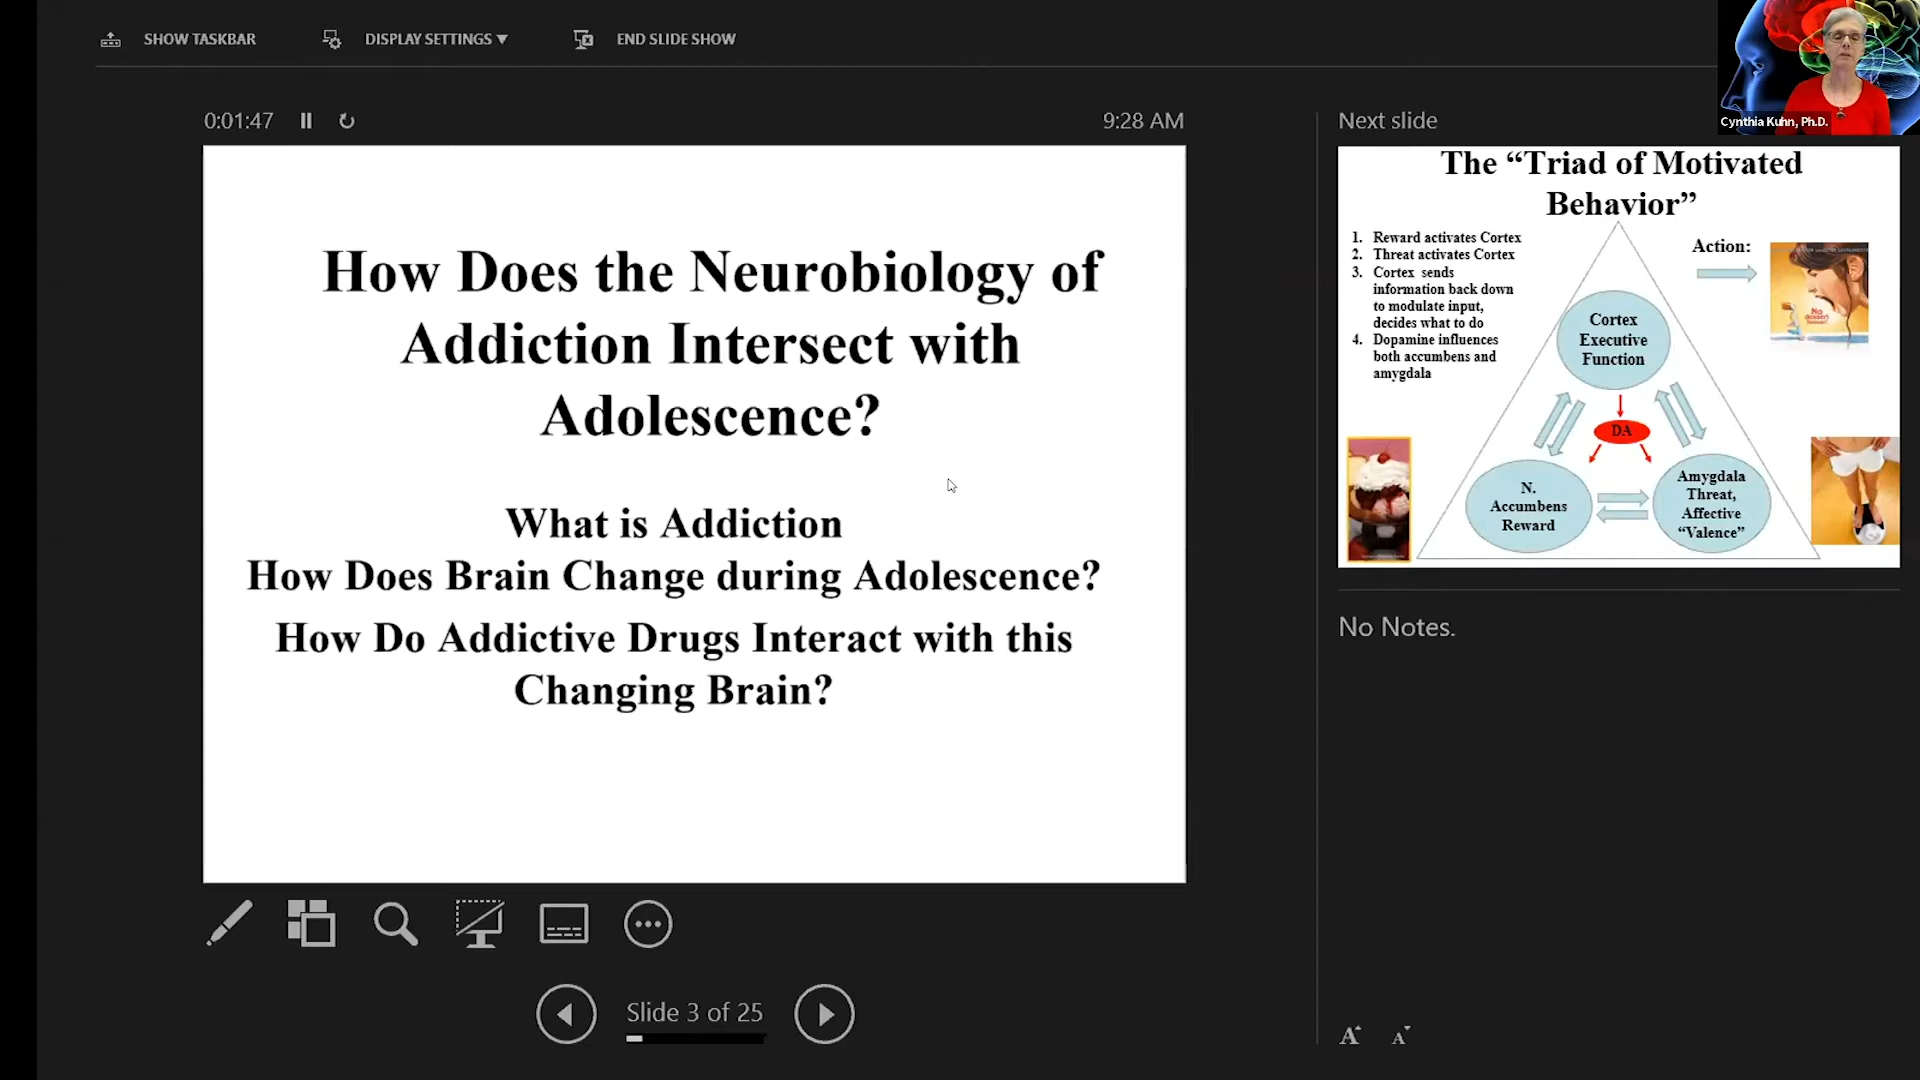 SHOW TASKBAR
DISPLAY SETTINGS ▼
END SLIDE SHOW
Cynthia Kuhn, Ph.D.
0:01:47
9:28 AM
How Does the Neurobiology of
Addiction Intersect with
Adolescence?
What is Addiction
How Does Brain Change during Adolescence?
How Do Addictive Drugs Interact with this
Changing Brain?
Slide 3 of 25
Next slide
The “Triad of Motivated
Behavior”
1. Reward activates Cortex
2. Threat activates Cortex
3. Cortex sends
information back down
to modulate input,
decides what to do
4. Dopamine influences
both accumbens and
amygdala
Action:
No
Cortex
Executive
Function
DA
N.
Accumbens
Reward
Amygdala
Threat,
Affective
“Valence”
No Notes.
A A